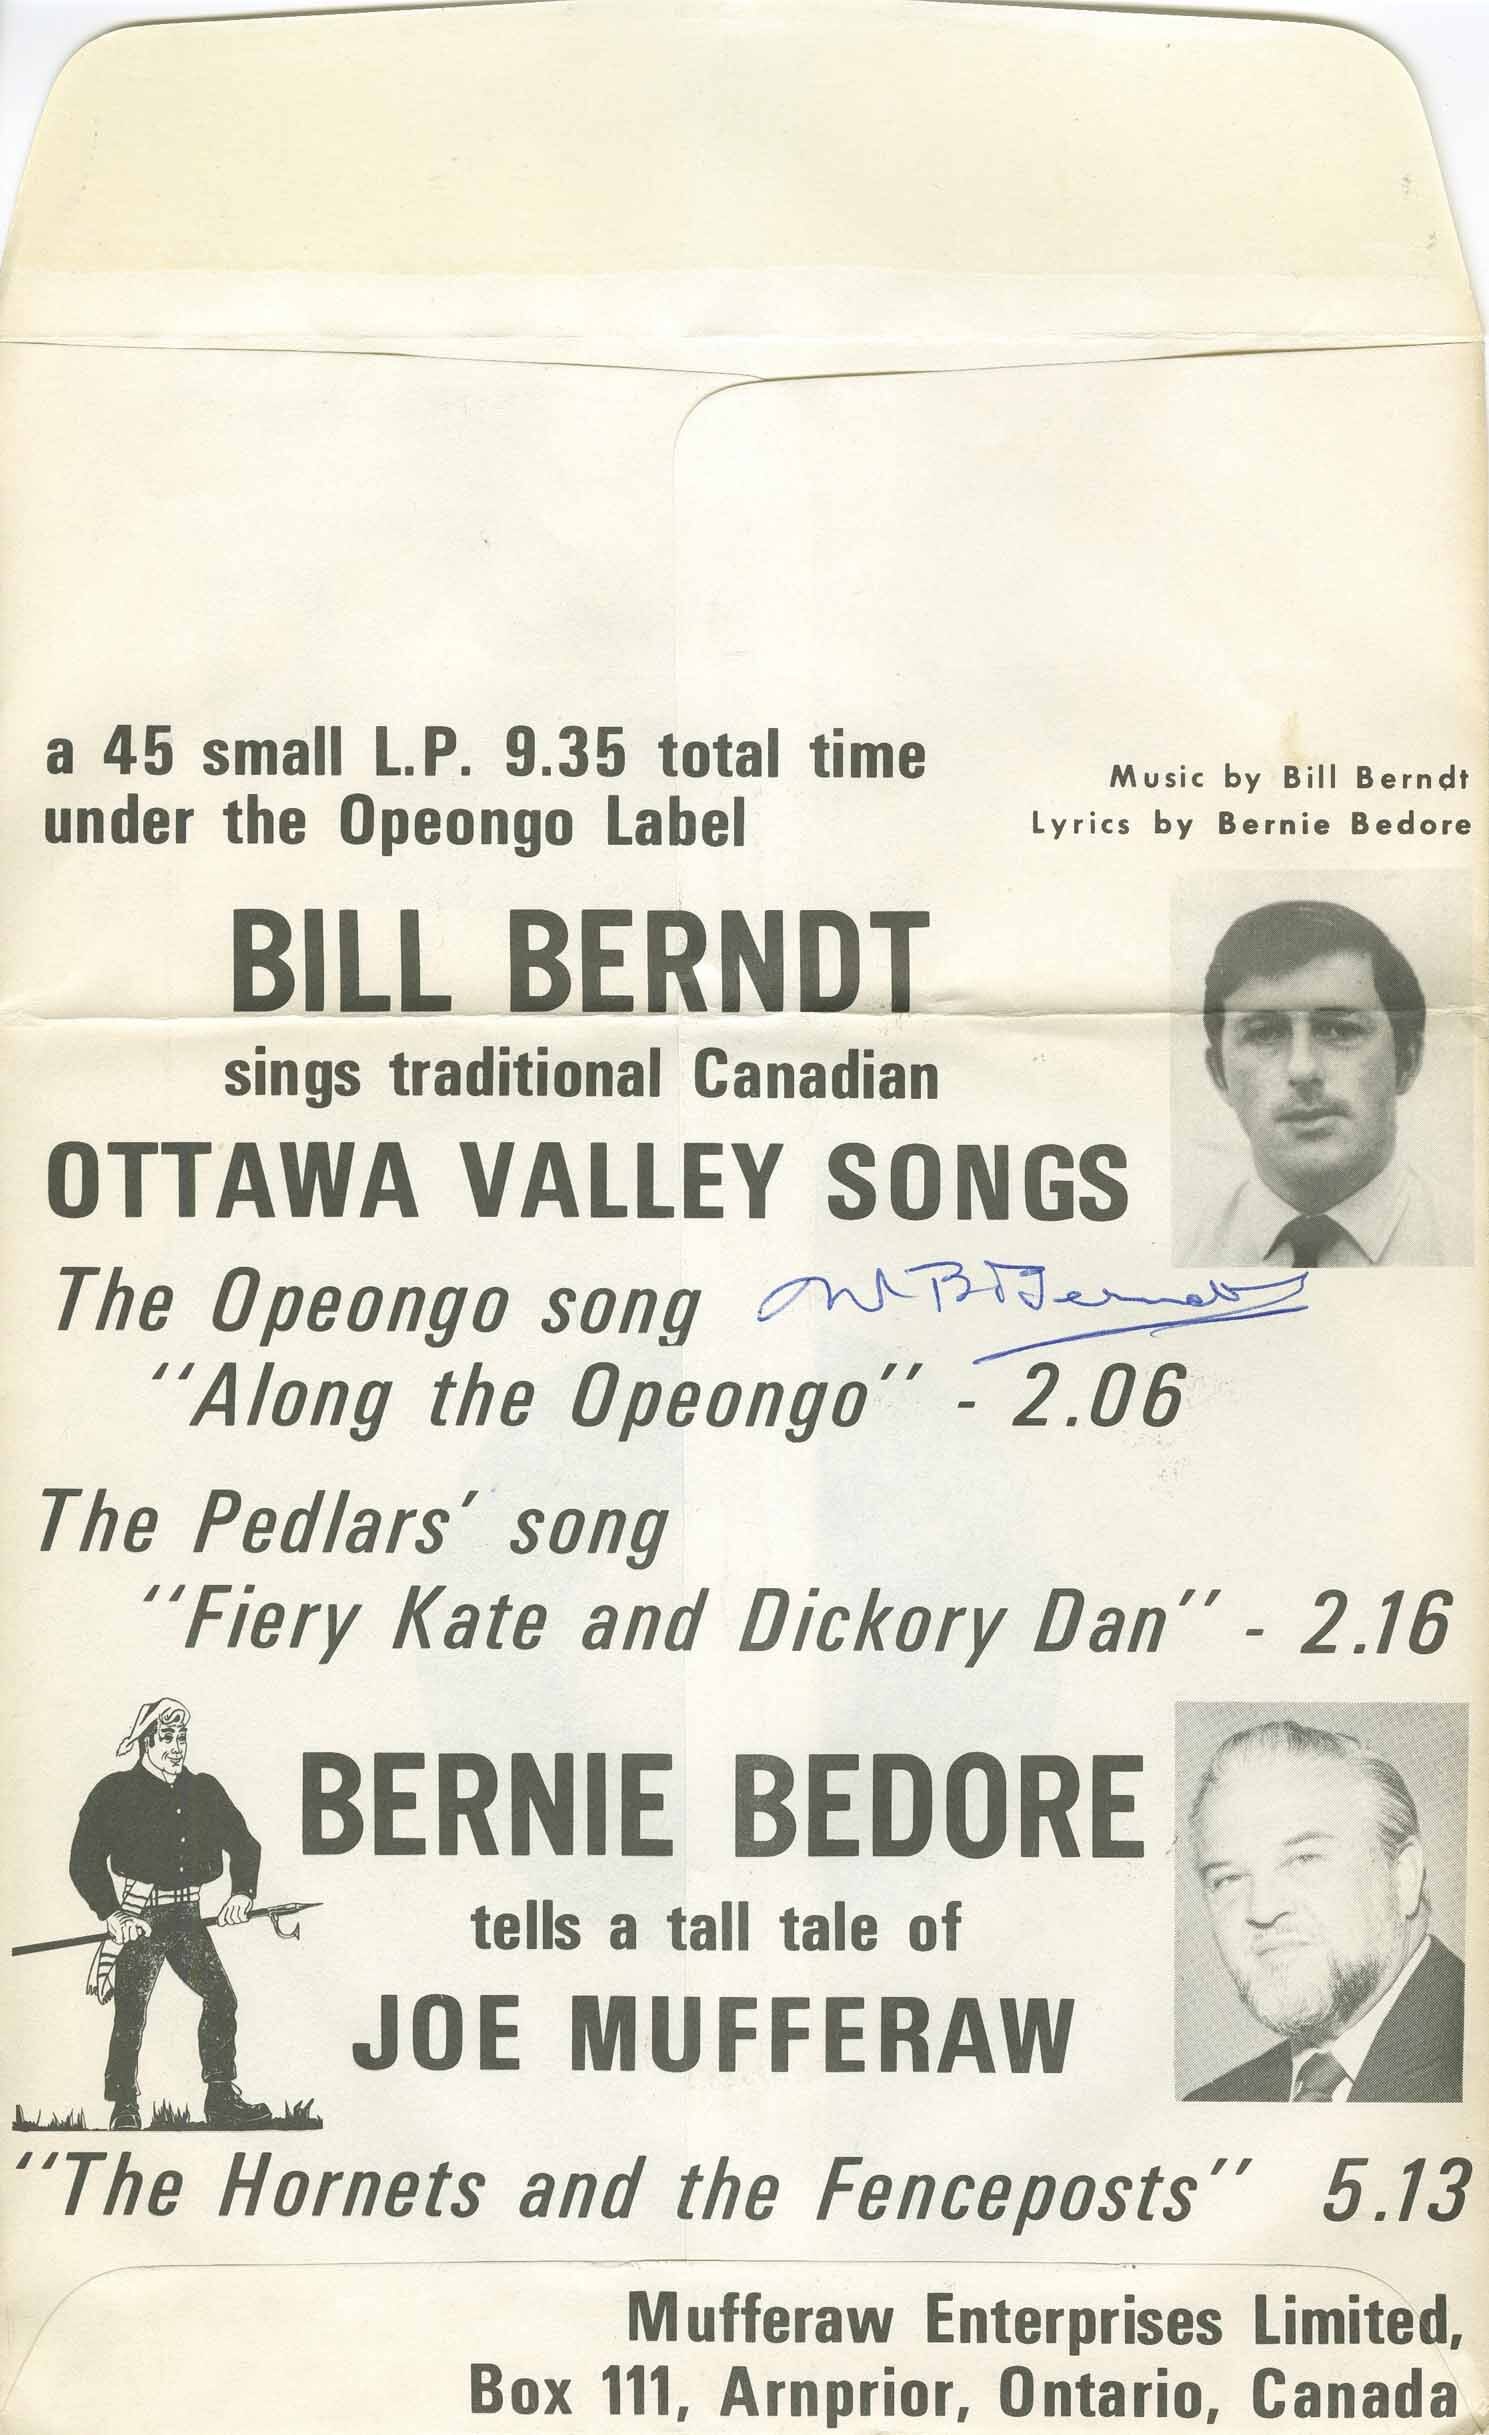 a 45 small L.P. 9.35 total time
under the Opeongo Label
Music by Bill Berndt
Lyrics by Bernie Bedore
BILL BERNDT
sings traditional Canadian
OTTAWA VALLEY SONGS
The Opeongo song
"Along the Opeongo" - 2.06
The Pedlars' song
"Fiery Kate and Dickory Dan" - 2.16
BERNIE BEDORE
tells a tall tale of
JOE MUFFERAW
"The Hornets and the Fenceposts" 5.13
Mufferaw Enterprises Limited,
Box 111, Arnprior, Ontario, Canada